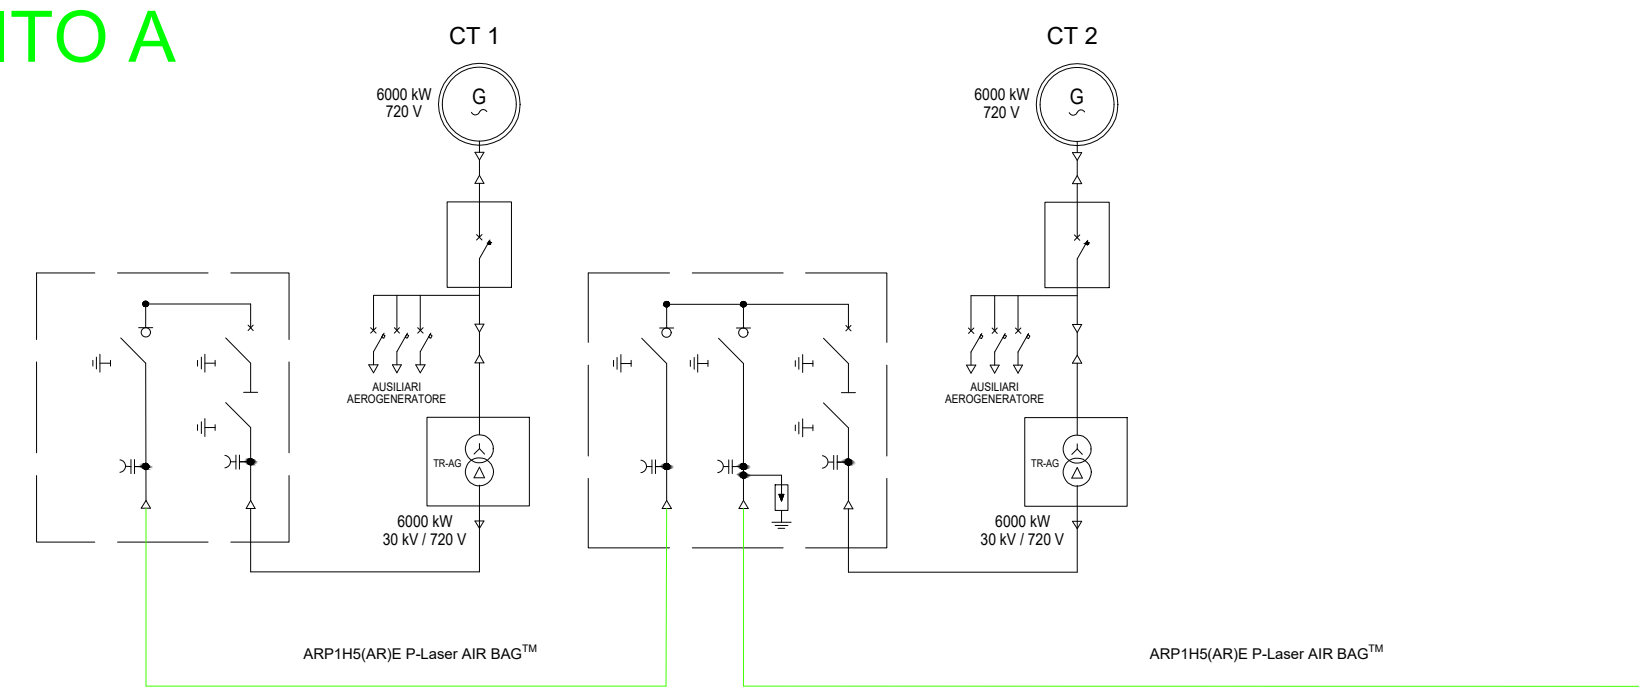 ITO A
CT 1
6000 kW
720 V
G
AUSILIARI
AEROGENERATORE
TR-AG
6000 kW
30 kV / 720 V
ARP1H5(AR)E P-Laser AIR BAG™
CT 2
6000 kW
720 V
G
AUSILIARI
AEROGENERATORE
TR-AG
6000 kW
30 kV / 720 V
ARP1H5(AR)E P-Laser AIR BAG™